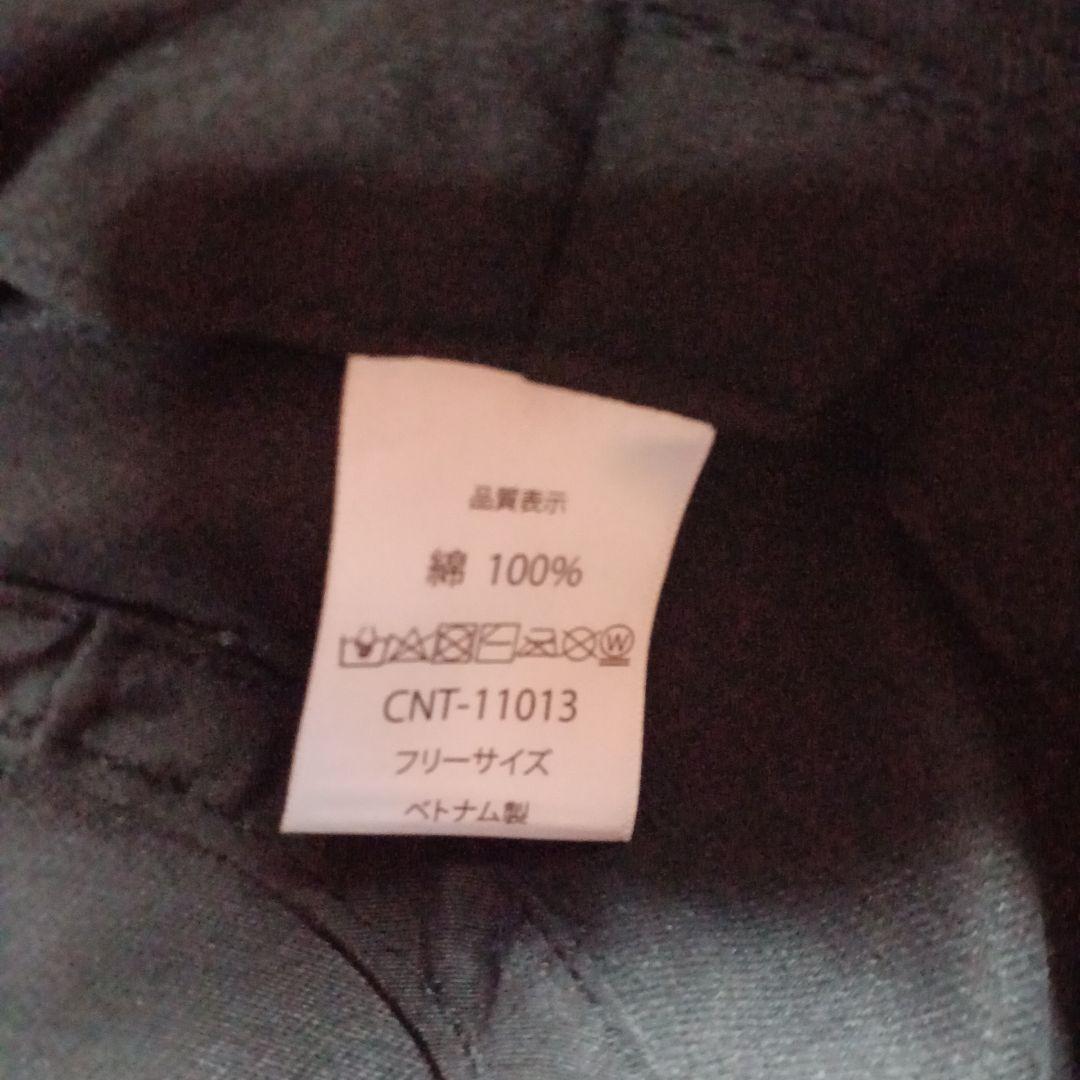 品質表示
綿 100%
W
CNT-11013
フリーサイズ
ベトナム製